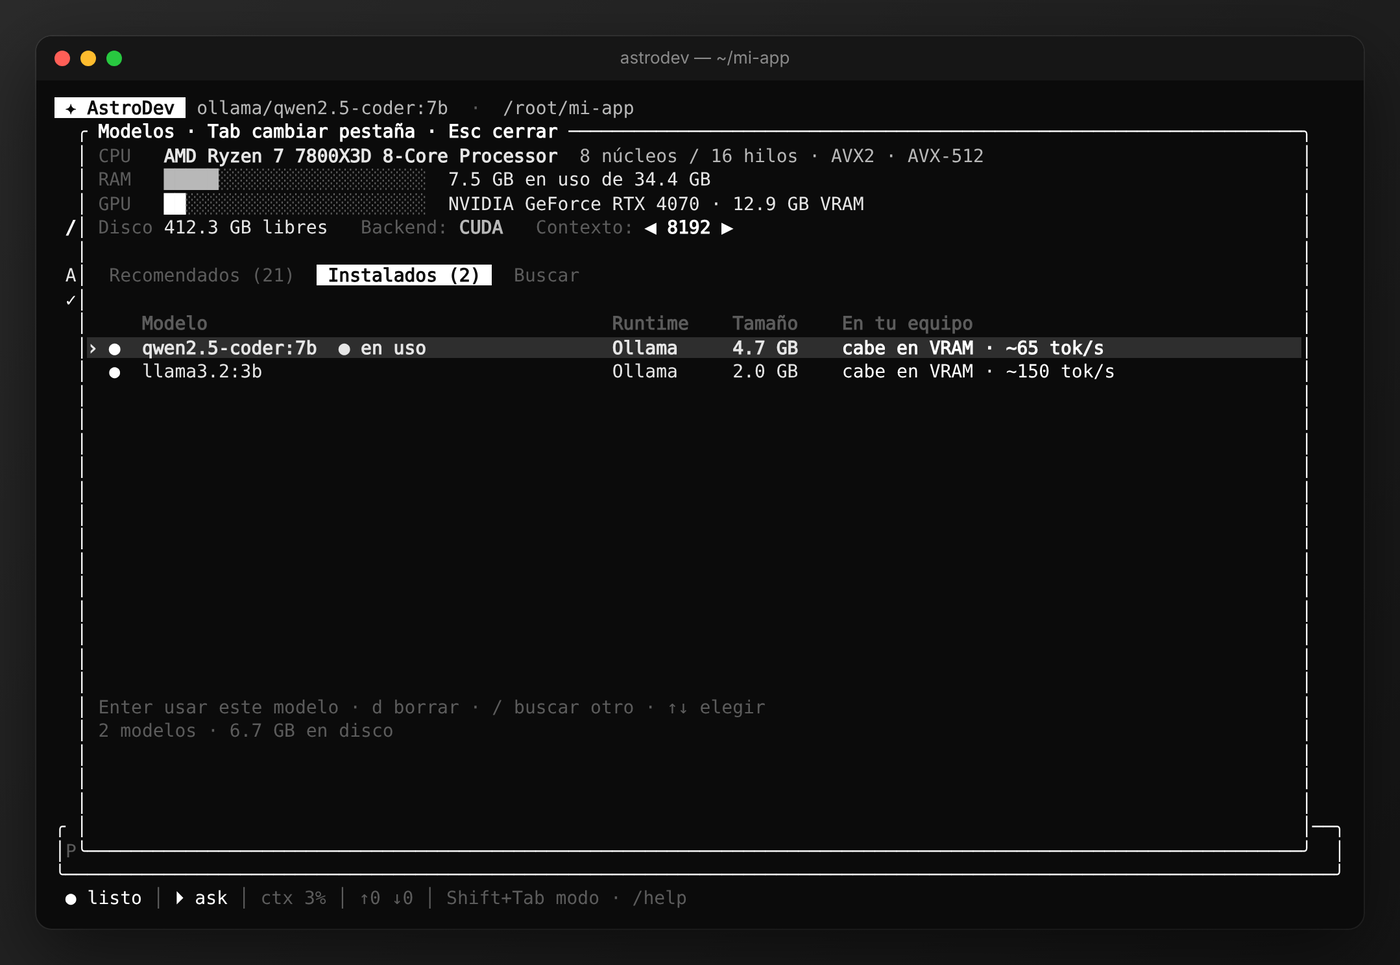 astrodev — ~/mi-app
✦ AstroDev ollama/qwen2.5-coder:7b · /root/mi-app
Modelos · Tab cambiar pestaña · Esc cerrar
CPU AMD Ryzen 7 7800X3D 8-Core Processor 8 núcleos / 16 hilos · AVX2 · AVX-512
RAM 7.5 GB en uso de 34.4 GB
GPU NVIDIA GeForce RTX 4070 · 12.9 GB VRAM
/ Disco 412.3 GB libres Backend: CUDA Contexto: ◀ 8192 ▶
A Recomendados (21) Instalados (2) Buscar
✓
Modelo Runtime Tamaño En tu equipo
› ● qwen2.5-coder:7b ● en uso Ollama 4.7 GB cabe en VRAM · ~65 tok/s
● llama3.2:3b Ollama 2.0 GB cabe en VRAM · ~150 tok/s
Enter usar este modelo · d borrar · / buscar otro · ↑↓ elegir
2 modelos · 6.7 GB en disco
P
● listo │ ⏵ ask │ ctx 3% │ ↑0 ↓0 │ Shift+Tab modo · /help